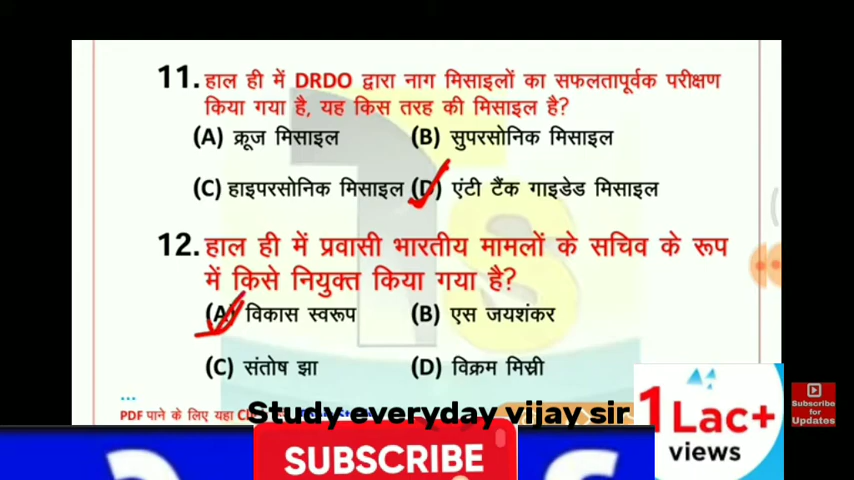 11. हाल ही में DRDO द्वारा नाग मिसाइलों का सफलतापूर्वक परीक्षण
किया गया है, यह किस तरह की मिसाइल है?
(A) क्रूज मिसाइल (B) सुपरसोनिक मिसाइल
(C) हाइपरसोनिक मिसाइल (D) एंटी टैंक गाइडेड मिसाइल
12. हाल ही में प्रवासी भारतीय मामलों के सचिव के रूप
में किसे नियुक्त किया गया है?
(A) विकास स्वरूप (B) एस जयशंकर
(C) संतोष झा (D) विक्रम मिस्री
PDF पाने के लिए यहा
Study everyday vijay sir
1 Lac+
views
Subscribe
for
Updates
SUBSCRIBE